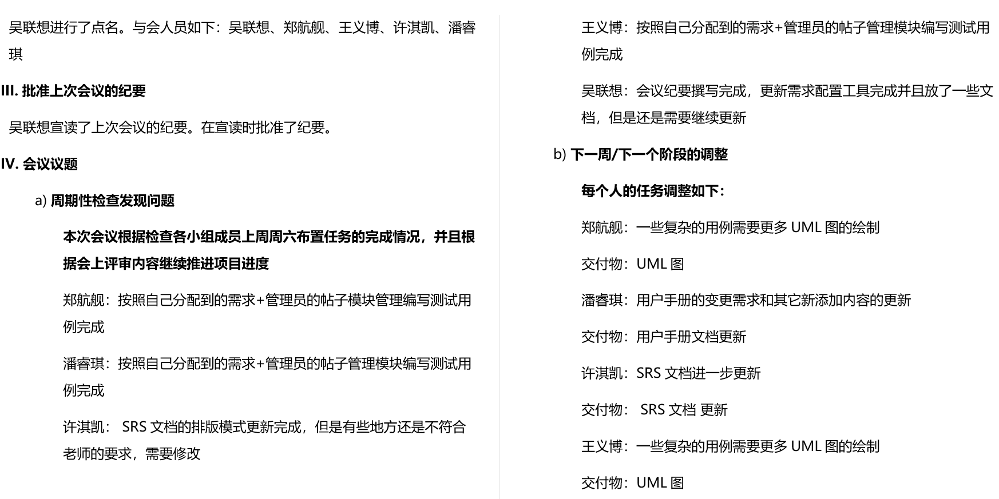 吴联想进行了点名。与会人员如下：吴联想、郑航舰、王义博、许淇凯、潘睿
琪
III. 批准上次会议的纪要
吴联想宣读了上次会议的纪要。在宣读时批准了纪要。
IV. 会议议题
a) 周期性检查发现问题
本次会议根据检查各小组成员上周周六布置任务的完成情况，并且根
据会上评审内容继续推进项目进度
郑航舰：按照自己分配到的需求+管理员的帖子模块管理编写测试用
例完成
潘睿琪：按照自己分配到的需求+管理员的帖子管理模块编写测试用
例完成
许淇凯： SRS 文档的排版模式更新完成，但是有些地方还是不符合
老师的要求，需要修改
王义博：按照自己分配到的需求+管理员的帖子管理模块编写测试用
例完成
吴联想：会议纪要撰写完成，更新需求配置工具完成并且放了一些文
档，但是还是需要继续更新
b) 下一周/下一个阶段的调整
每个人的任务调整如下：
郑航舰：一些复杂的用例需要更多 UML 图的绘制
交付物：UML 图
潘睿琪：用户手册的变更需求和其它新添加内容的更新
交付物：用户手册文档更新
许淇凯：SRS 文档进一步更新
交付物： SRS 文档 更新
王义博：一些复杂的用例需要更多 UML 图的绘制
交付物：UML 图